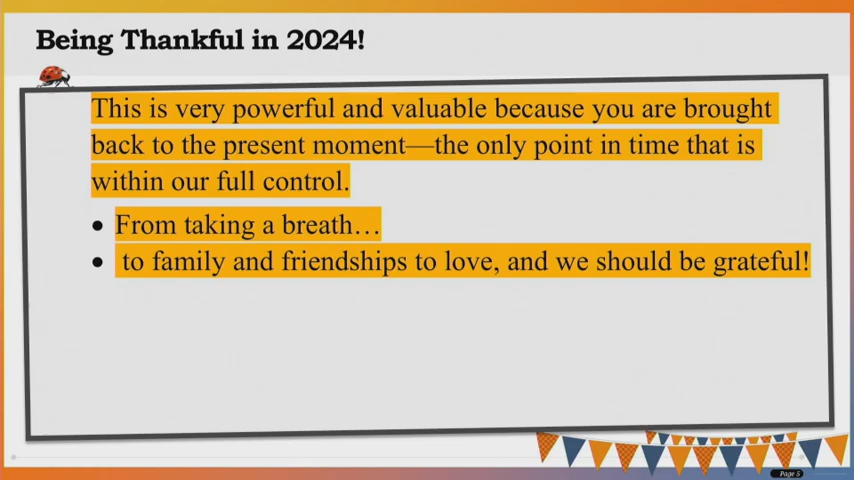 Being Thankful in 2024!
This is very powerful and valuable because you are brought
back to the present moment—the only point in time that is
within our full control.
• From taking a breath…
• to family and friendships to love, and we should be grateful!
Page 5